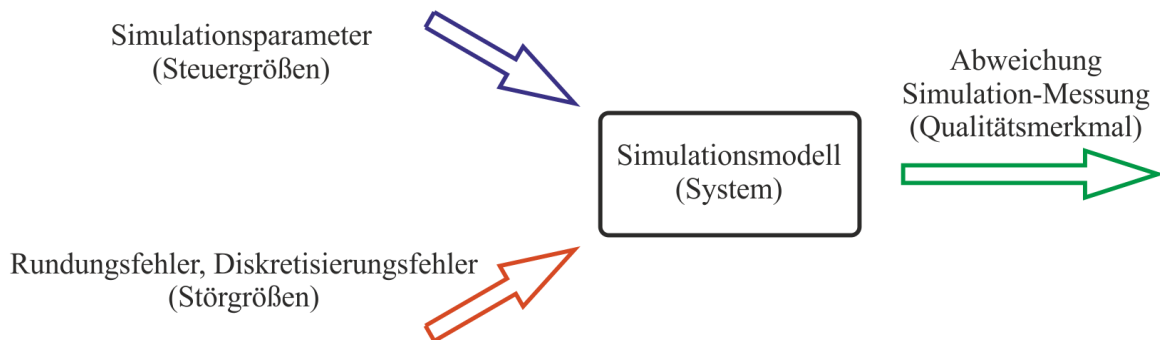 Simulationsparameter
(Steuergrößen)
Abweichung
Simulation-Messung
(Qualitätsmerkmal)
Simulationsmodell
(System)
Rundungsfehler, Diskretisierungsfehler
(Störgrößen)